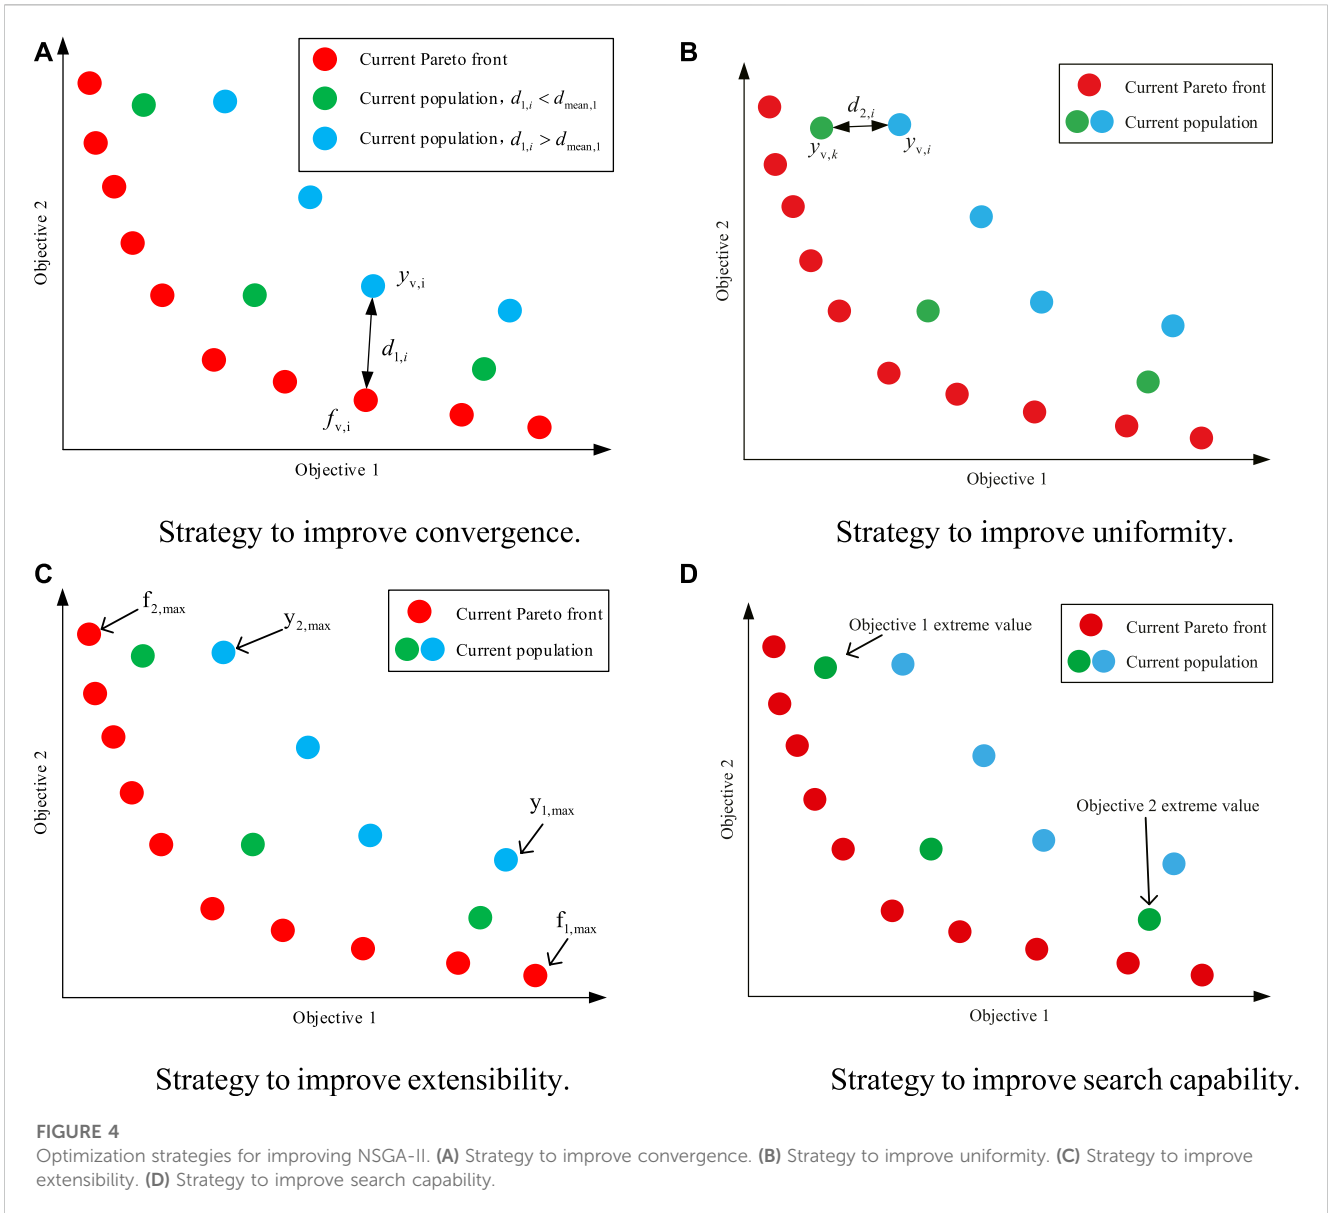 A
Current Pareto front
Current population, d1,i < dmean,1
Current population, d1,i > dmean,1
Objective 2
yv,i
d1,i
fv,i
Objective 1
Strategy to improve convergence.
B
Current Pareto front
Current population
d2,i
yv,k
yv,i
Objective 2
Objective 1
Strategy to improve uniformity.
C
f2,max
y2,max
Current Pareto front
Current population
Objective 2
y1,max
f1,max
Objective 1
Strategy to improve extensibility.
D
Objective 1 extreme value
Current Pareto front
Current population
Objective 2
Objective 2 extreme value
Objective 1
Strategy to improve search capability.
FIGURE 4
Optimization strategies for improving NSGA-II. (A) Strategy to improve convergence. (B) Strategy to improve uniformity. (C) Strategy to improve
extensibility. (D) Strategy to improve search capability.